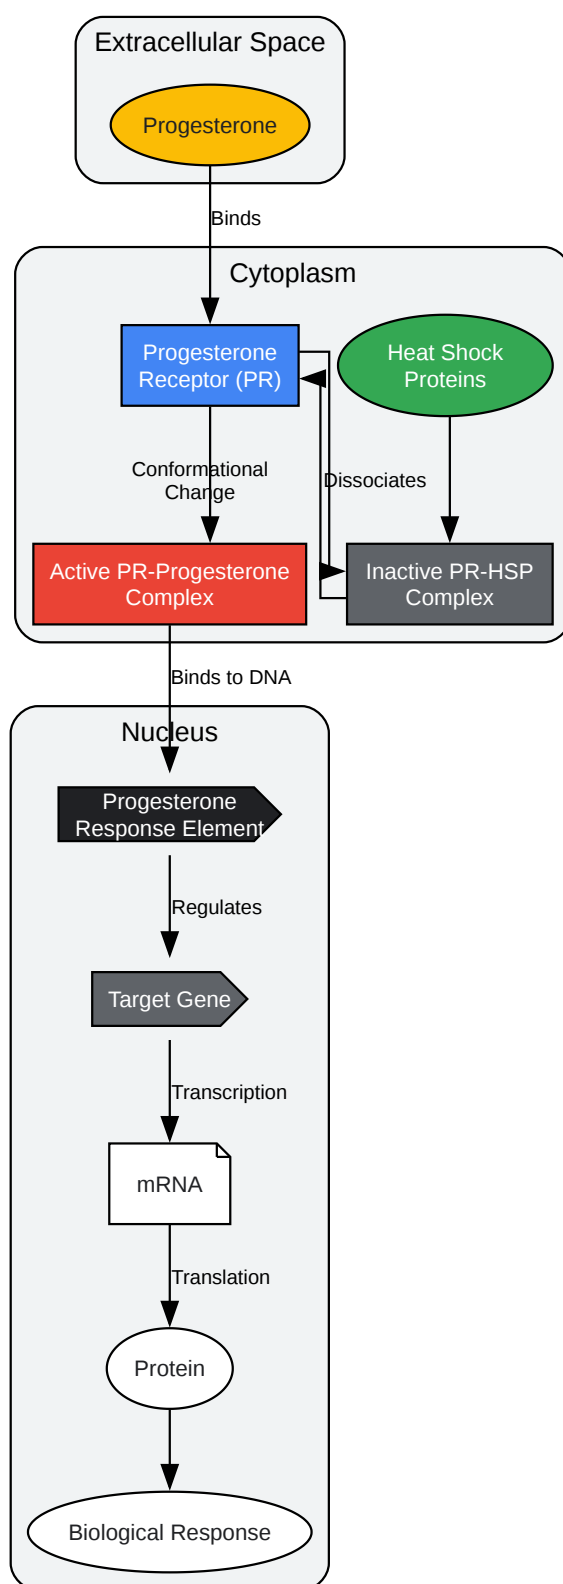 Extracellular Space
Progesterone
Binds
Cytoplasm
Progesterone
Receptor (PR)
Heat Shock
Proteins
Conformational
Change
Dissociates
Active PR-Progesterone
Complex
Inactive PR-HSP
Complex
Binds to DNA
Nucleus
Progesterone
Response Element
Regulates
Target Gene
Transcription
mRNA
Translation
Protein
Biological Response